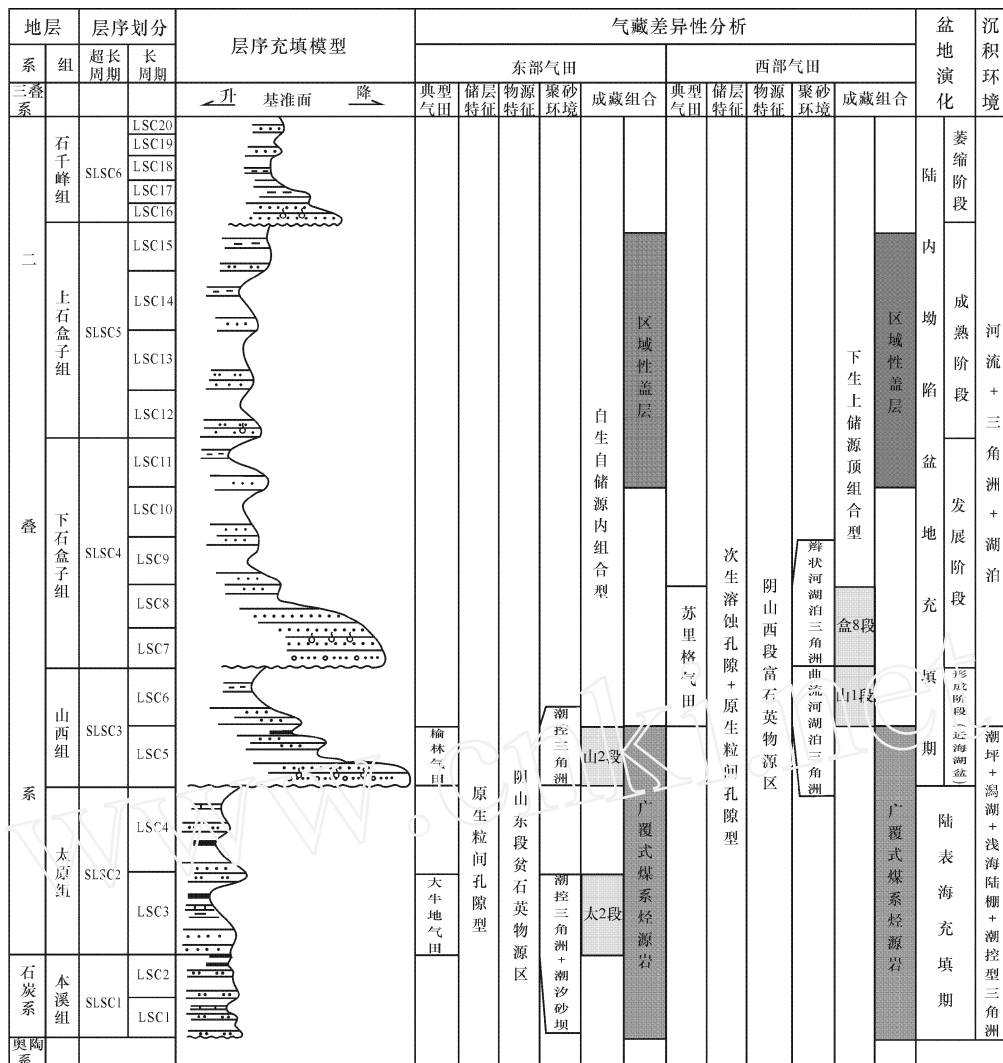 地层
层序划分
层序充填模型
气藏差异性分析
盆地演化
沉积环境
系
组
超长周期
长周期
东部气田
西部气田
三叠系
升
基准面
降
典型气田
储层特征
物源特征
聚砂环境
成藏组合
典型气田
储层特征
物源特征
聚砂环境
成藏组合
二
叠
系
石炭系
奥陶系
石千峰组
上石盒子组
下石盒子组
山西组
太原组
本溪组
SLSC6
SLSC5
SLSC4
SLSC3
SLSC2
SLSC1
LSC20
LSC19
LSC18
LSC17
LSC16
LSC15
LSC14
LSC13
LSC12
LSC11
LSC10
LSC9
LSC8
LSC7
LSC6
LSC5
LSC4
LSC3
LSC2
LSC1
榆林气田
大牛地气田
原生粒间孔隙型
阴山东段贫石英物源区
潮控三角洲
潮控三角洲+潮汐砂坝
自生自储源内组合型
山2段
太2段
区域性盖层
广覆式煤系烃源岩
苏里格气田
次生溶蚀孔隙+原生粒间孔隙型
阴山西段富石英物源区
辫状河湖泊三角洲
曲流河湖泊三角洲
下生上储源顶组合型
盒8段
山1段
区域性盖层
广覆式煤系烃源岩
陆内坳陷盆地充填期
萎缩阶段
成熟阶段
发展阶段
形成阶段(近海湖盆)
陆表海充填期
河流+三角洲+湖泊
潮坪+潟湖+浅海陆棚+潮控型三角洲
www.cnki.net